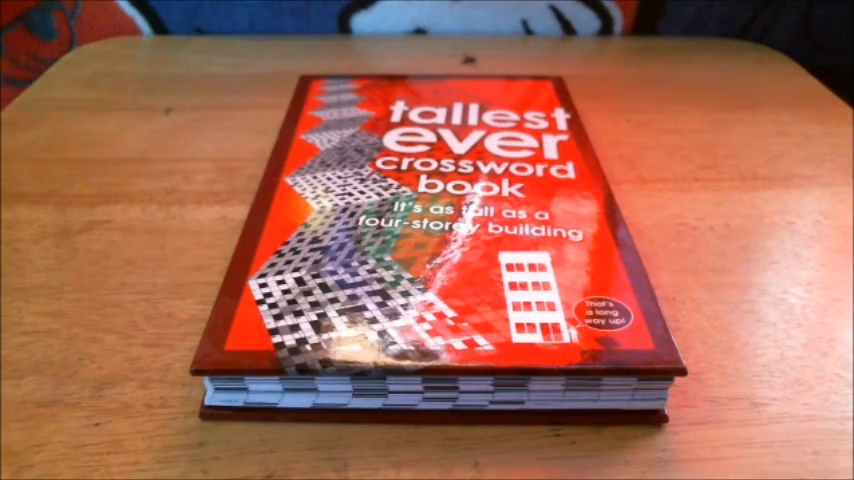 tallest
ever
crossword
book
It's as tall as a
four-storey building
That's
a long
way up!